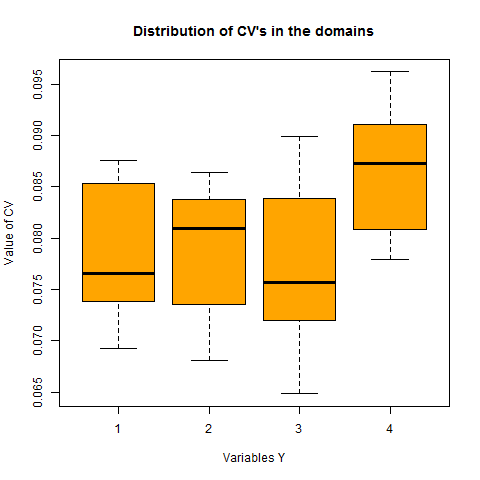 Distribution of CV's in the domains
Value of CV
0.095
0.090
0.085
0.080
0.075
0.070
0.065
1 2 3 4
Variables Y